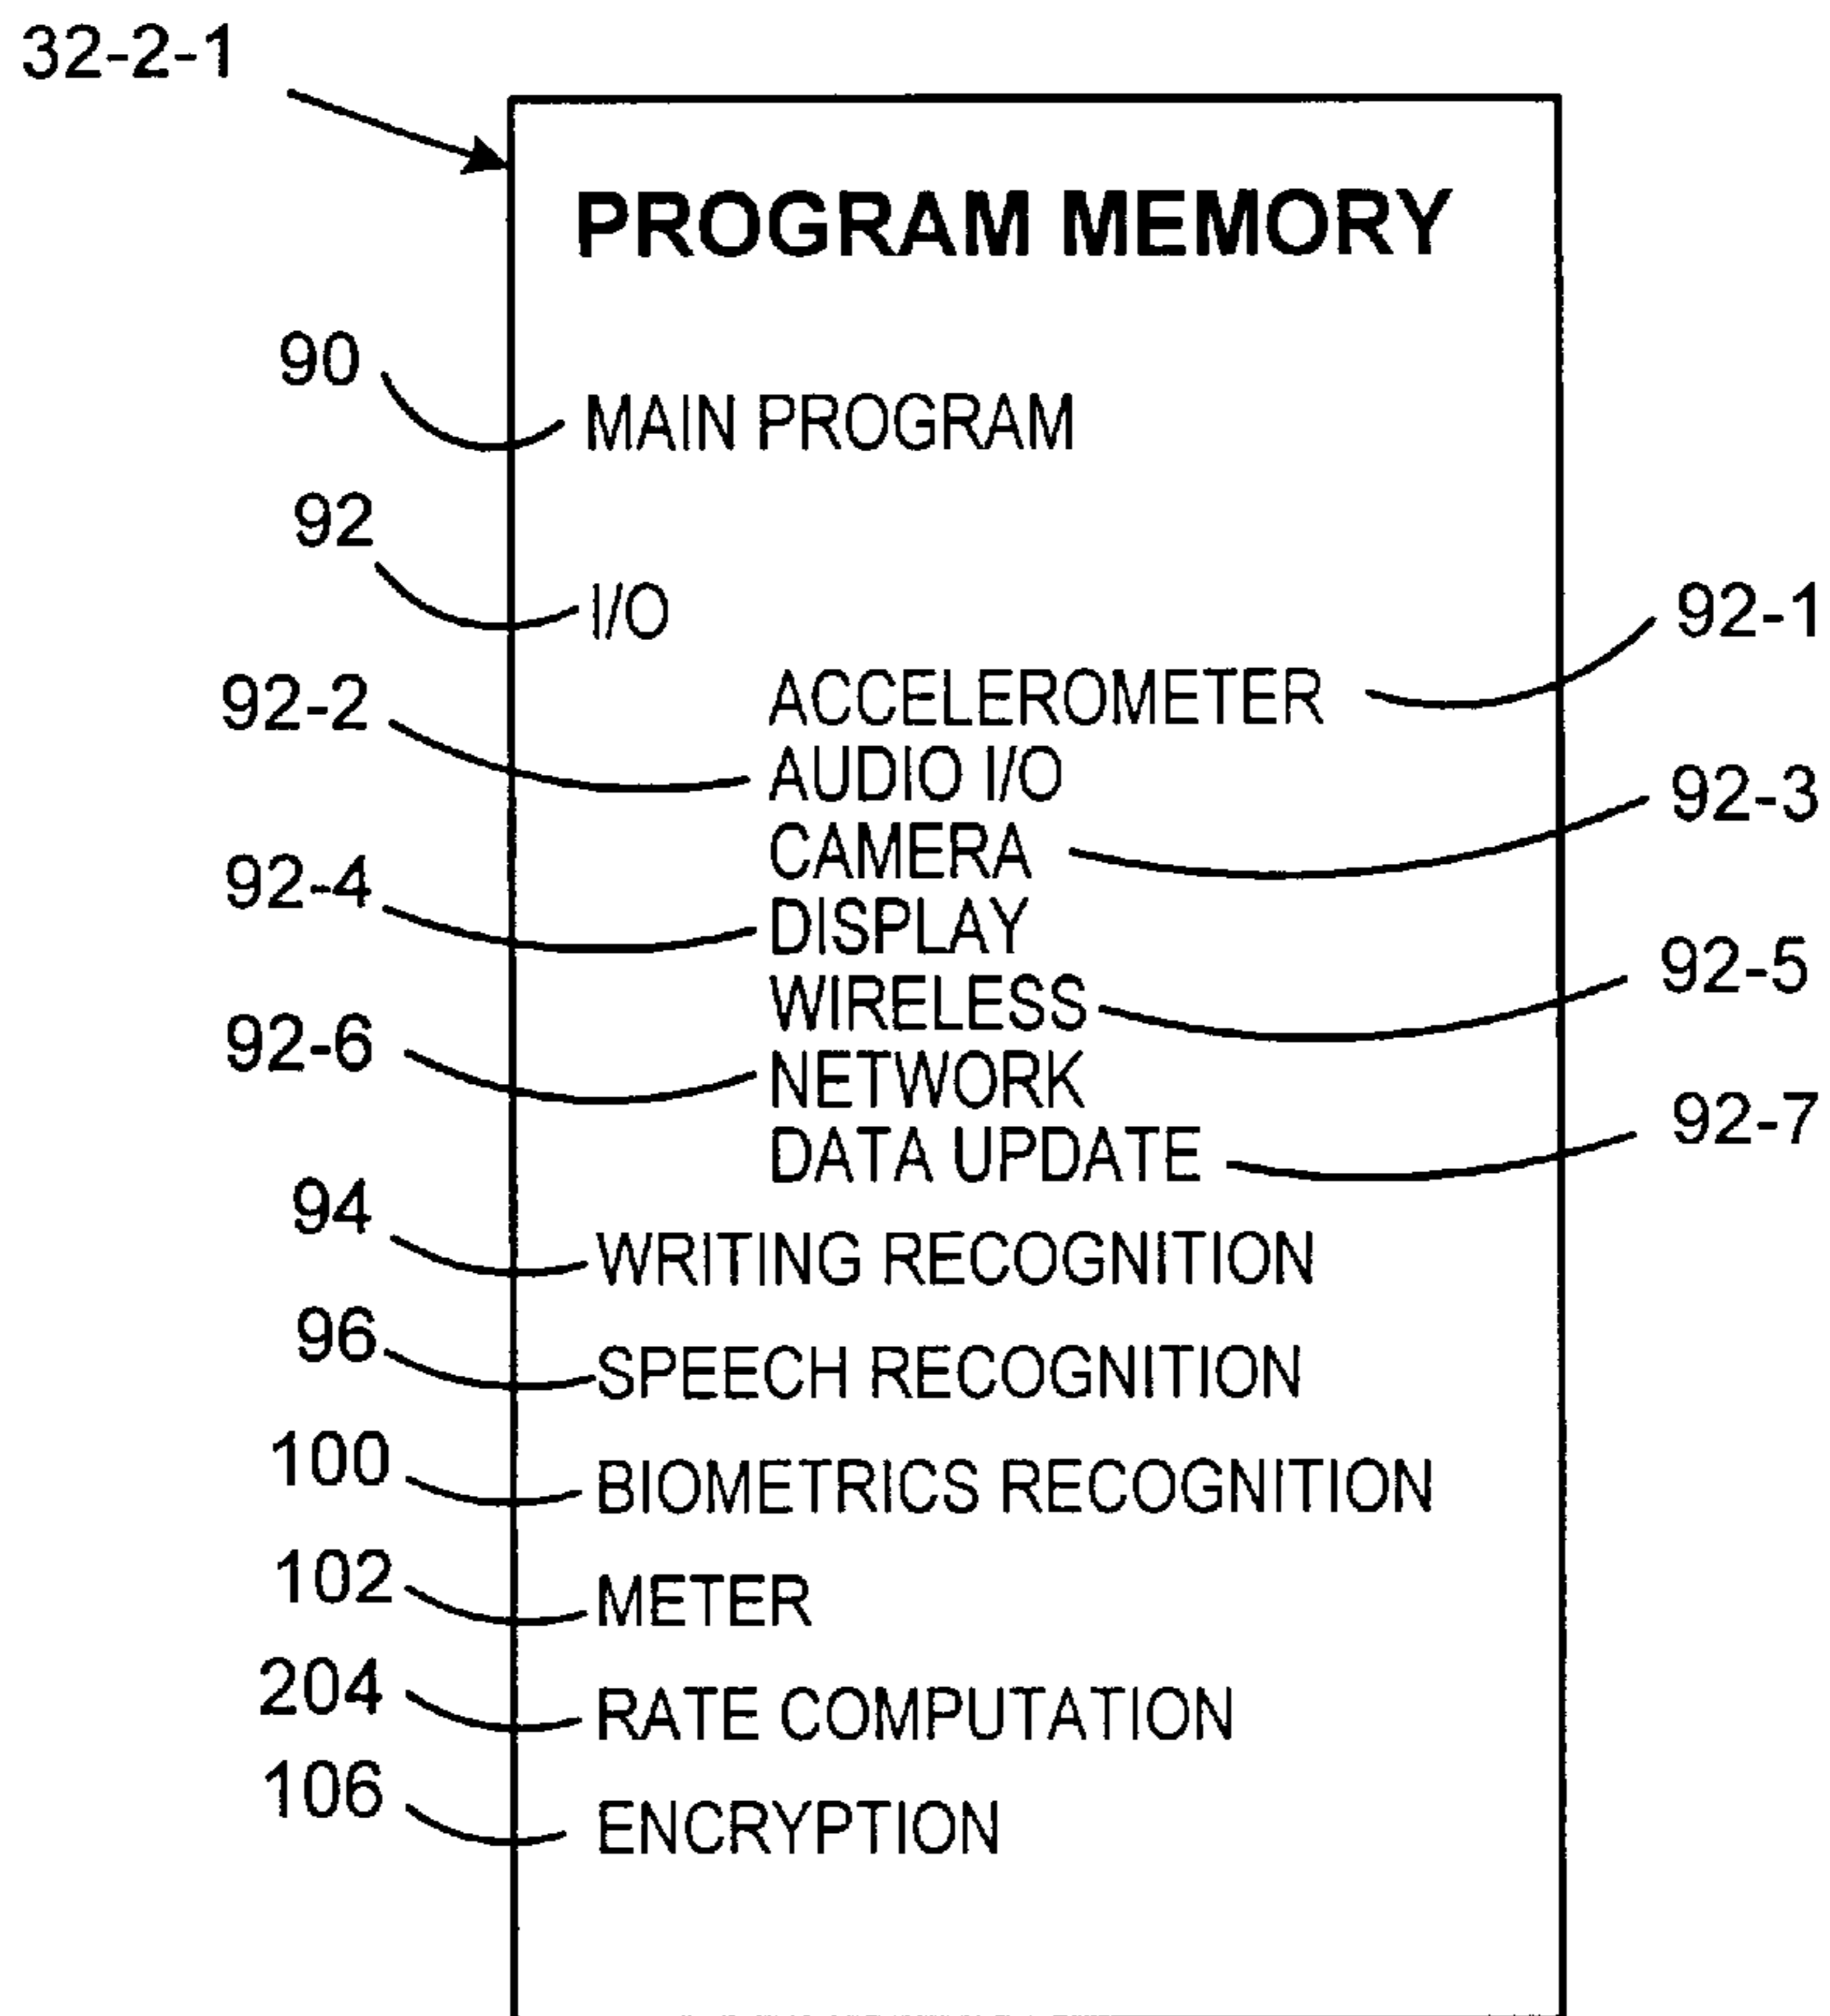 32-2-1
PROGRAM MEMORY
90
MAIN PROGRAM
92
I/O
92-1
92-2
ACCELEROMETER
AUDIO I/O
92-3
CAMERA
92-4
DISPLAY
92-5
WIRELESS
92-6
NETWORK
92-7
DATA UPDATE
94
WRITING RECOGNITION
96
SPEECH RECOGNITION
100
BIOMETRICS RECOGNITION
102
METER
204
RATE COMPUTATION
106
ENCRYPTION